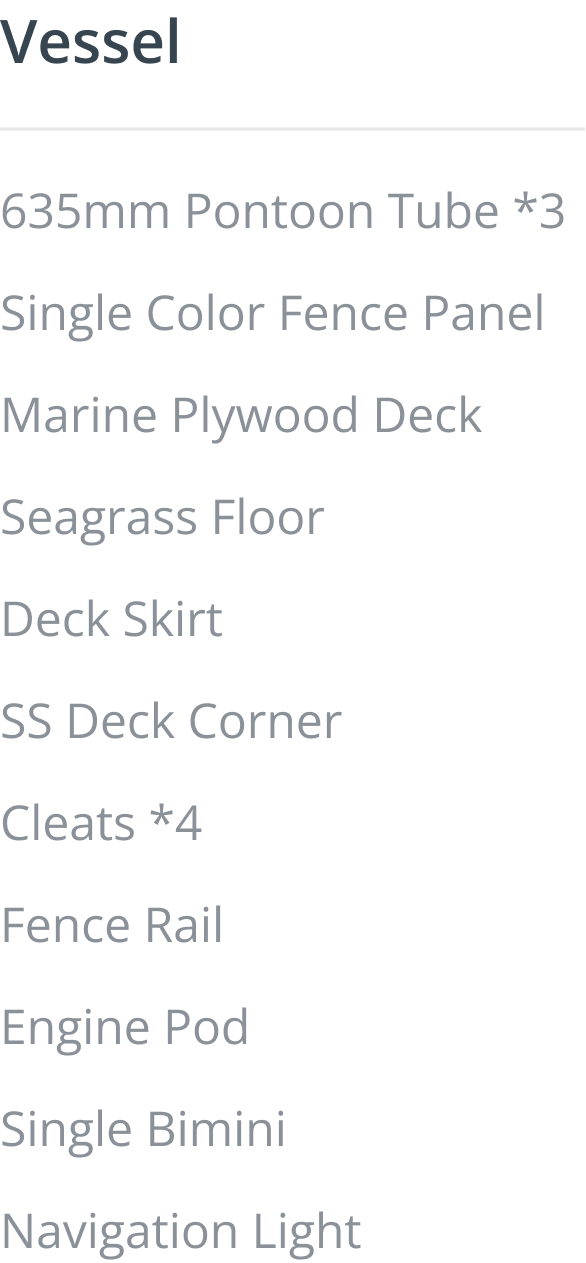 Vessel
635mm Pontoon Tube *3
Single Color Fence Panel
Marine Plywood Deck
Seagrass Floor
Deck Skirt
SS Deck Corner
Cleats *4
Fence Rail
Engine Pod
Single Bimini
Navigation Light